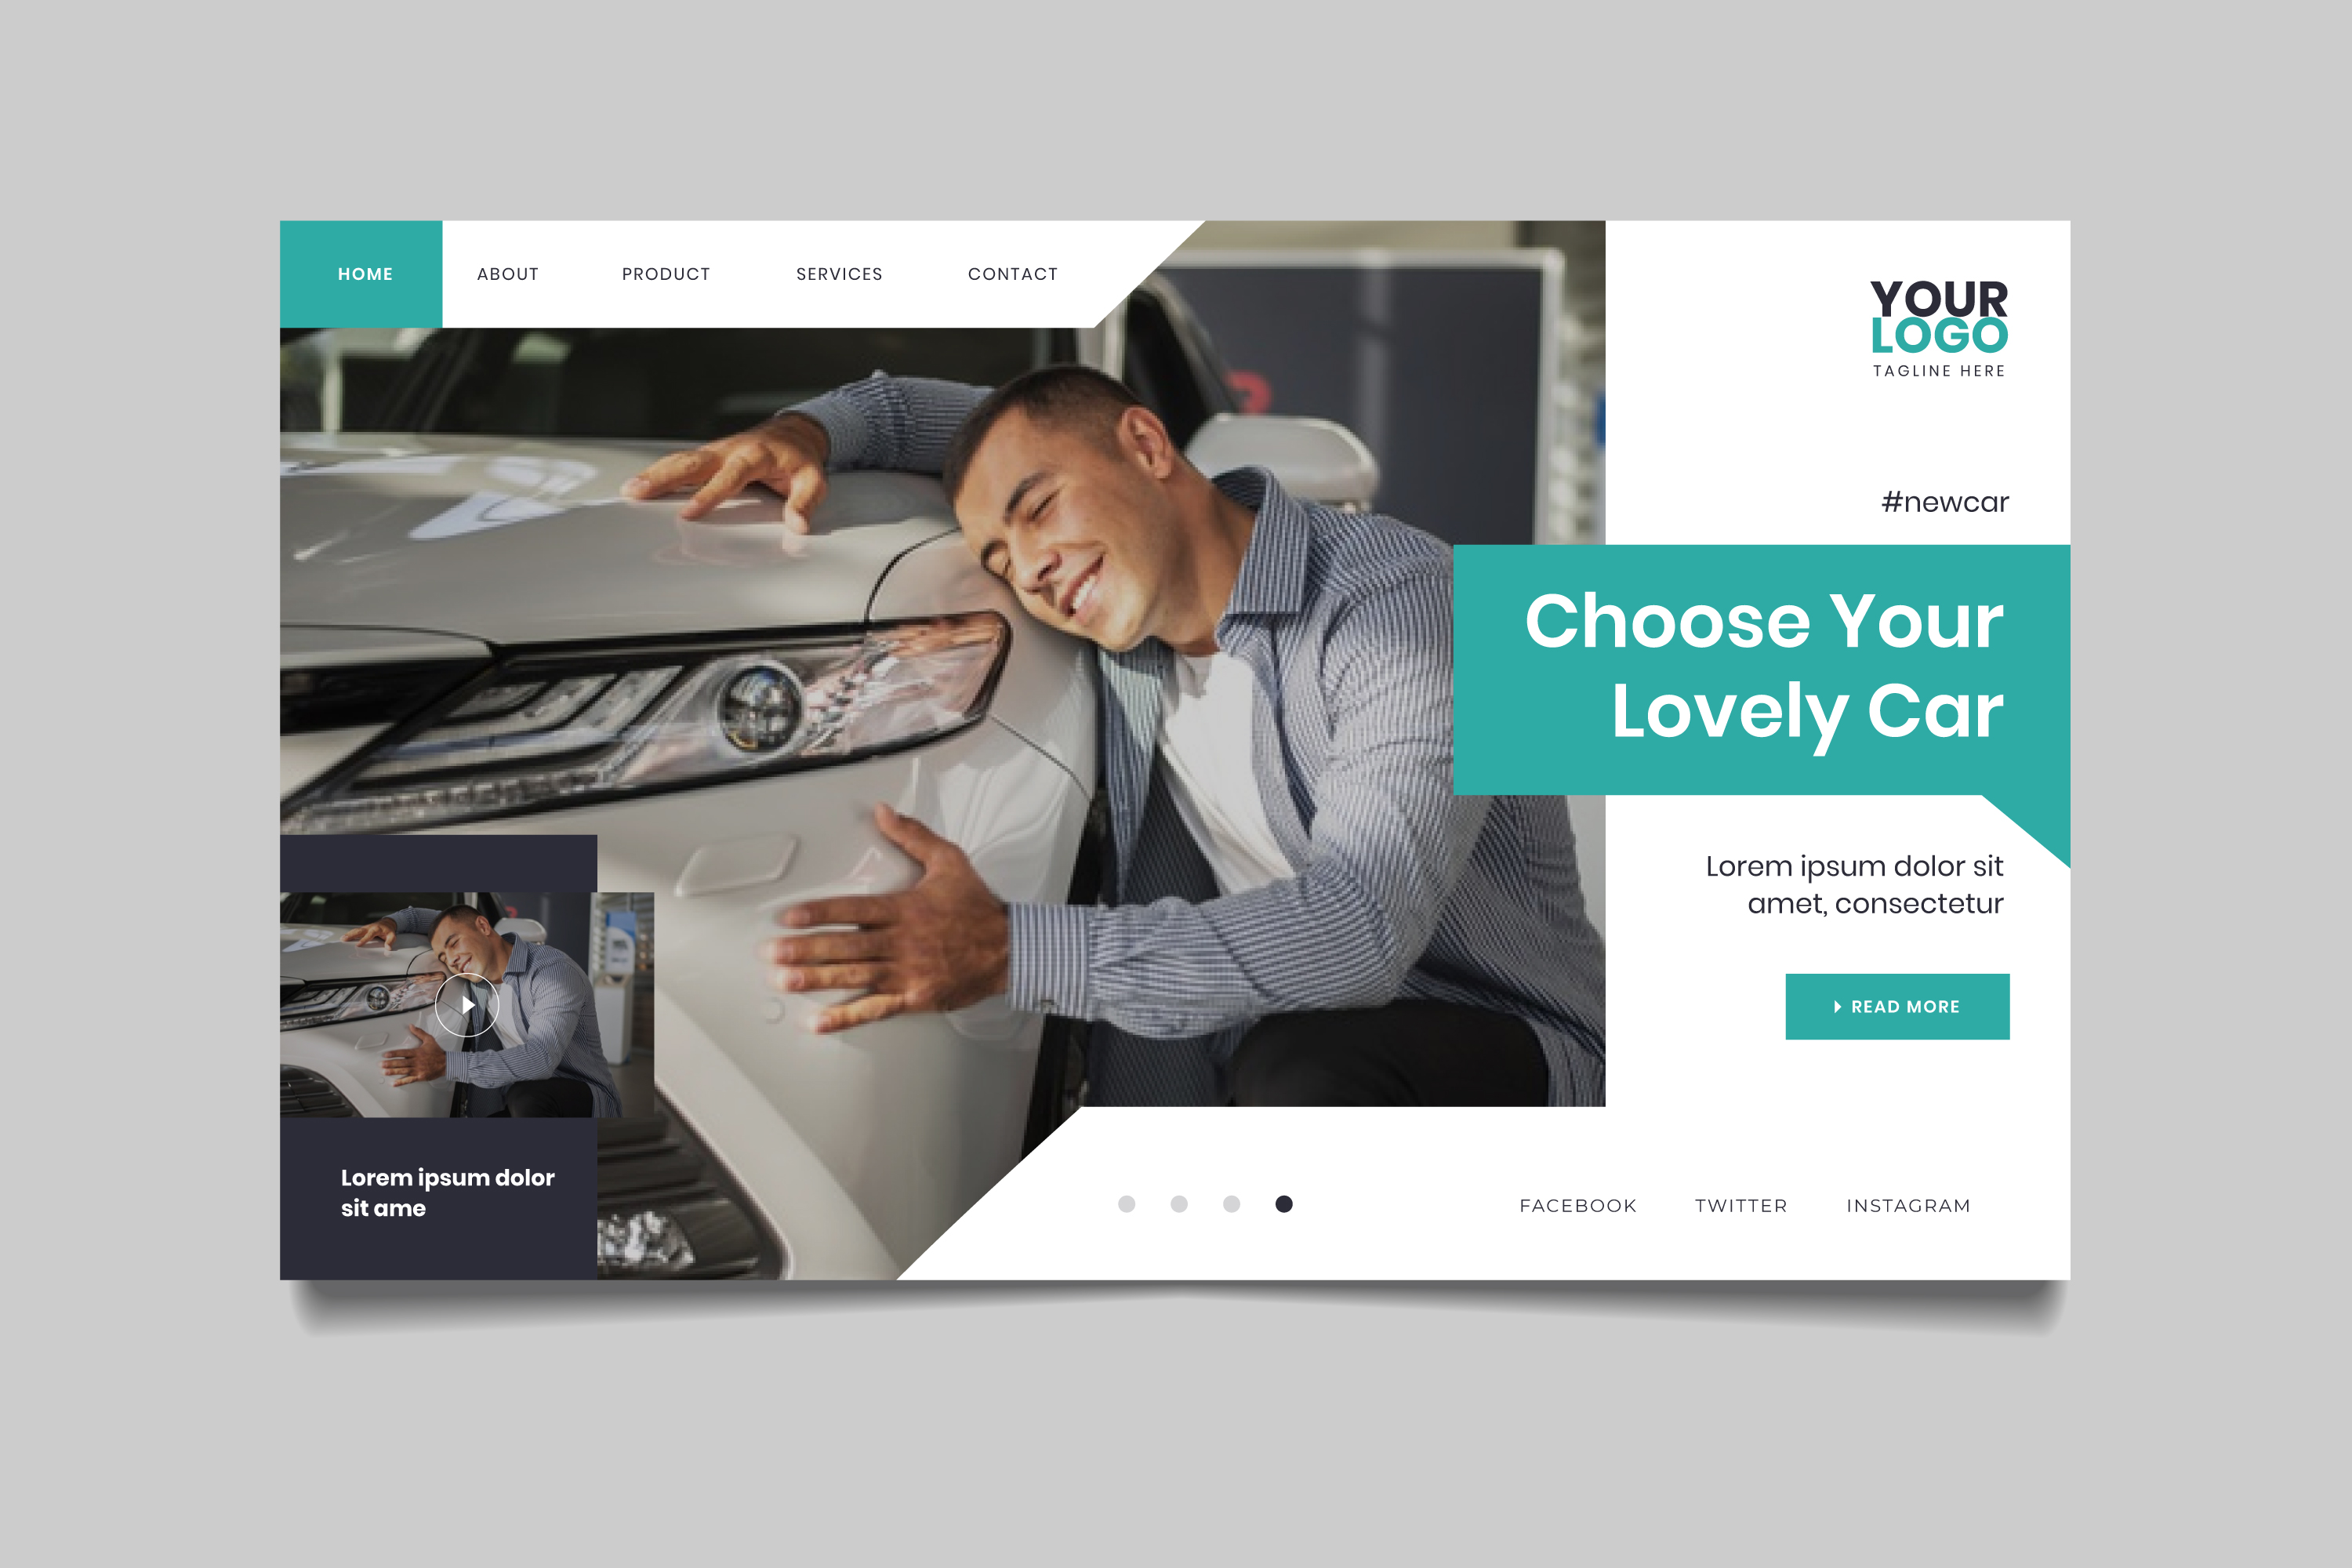 HOME
ABOUT
PRODUCT
SERVICES
CONTACT
YOUR
LOGO
TAGLINE HERE
#newcar
Choose Your
Lovely Car
Lorem ipsum dolor sit
amet, consectetur
READ MORE
Lorem ipsum dolor
sit ame
FACEBOOK
TWITTER
INSTAGRAM